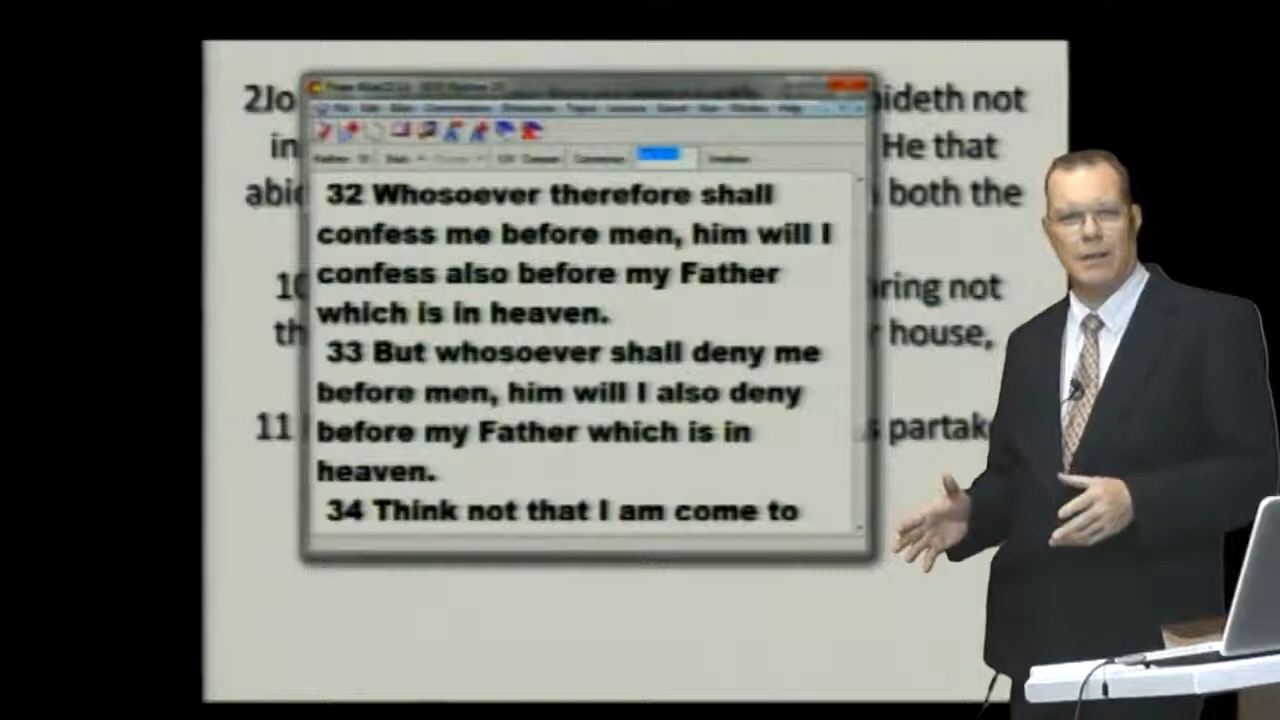 2Jo
ideth not
in
He that
abid
both the
32 Whosoever therefore shall
confess me before men, him will I
confess also before my Father
which is in heaven.
33 But whosoever shall deny me
before men, him will I also deny
before my Father which is in
heaven.
34 Think not that I am come to
10
ring not
th
house,
11
partak